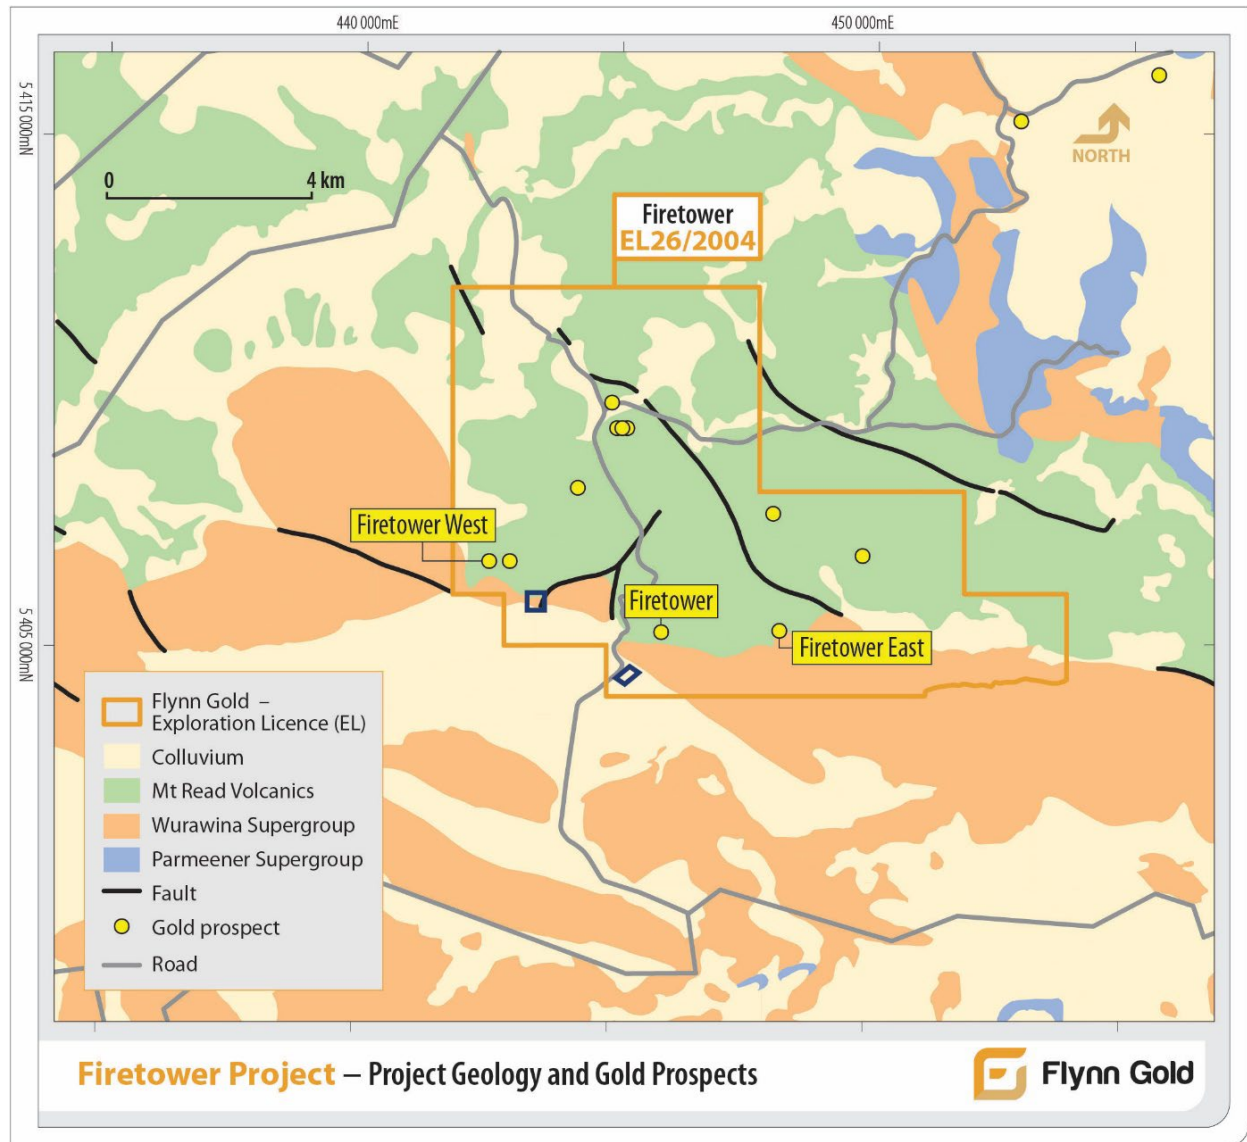 440 000mE
450 000mE
5 415 000mN
NORTH
0 4 km
Firetower
EL26/2004
Firetower West
Firetower
Firetower East
5 405 000mN
Flynn Gold –
Exploration Licence (EL)
Colluvium
Mt Read Volcanics
Wurawina Supergroup
Parmeener Supergroup
Fault
Gold prospect
Road
Firetower Project – Project Geology and Gold Prospects
Flynn Gold